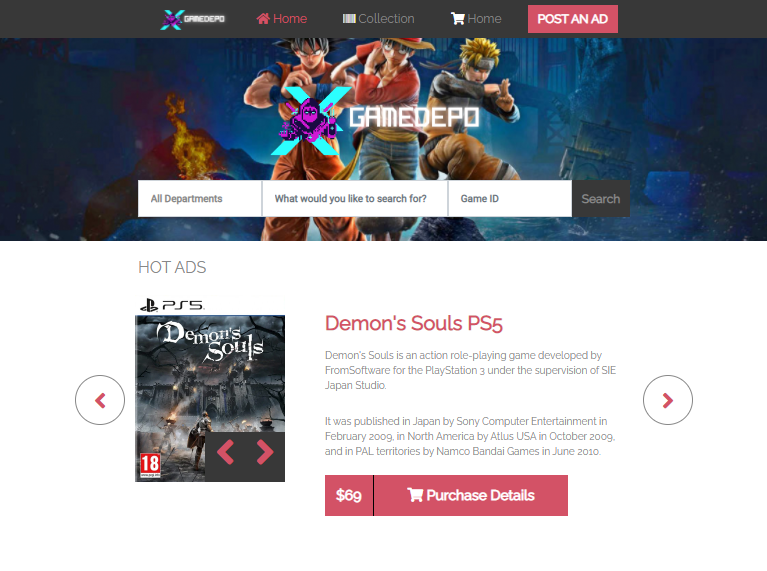 GAMEDEPO
Home
Collection
Home
POST AN AD
GAMEDEPO
All Departments
What would you like to search for?
Game ID
Search
HOT ADS
PS5
Demon's
Souls
18
Demon's Souls PS5
Demon's Souls is an action role-playing game developed by
FromSoftware for the PlayStation 3 under the supervision of SIE
Japan Studio.
It was published in Japan by Sony Computer Entertainment in
February 2009, in North America by Atlus USA in October 2009,
and in PAL territories by Namco Bandai Games in June 2010.
$69
Purchase Details